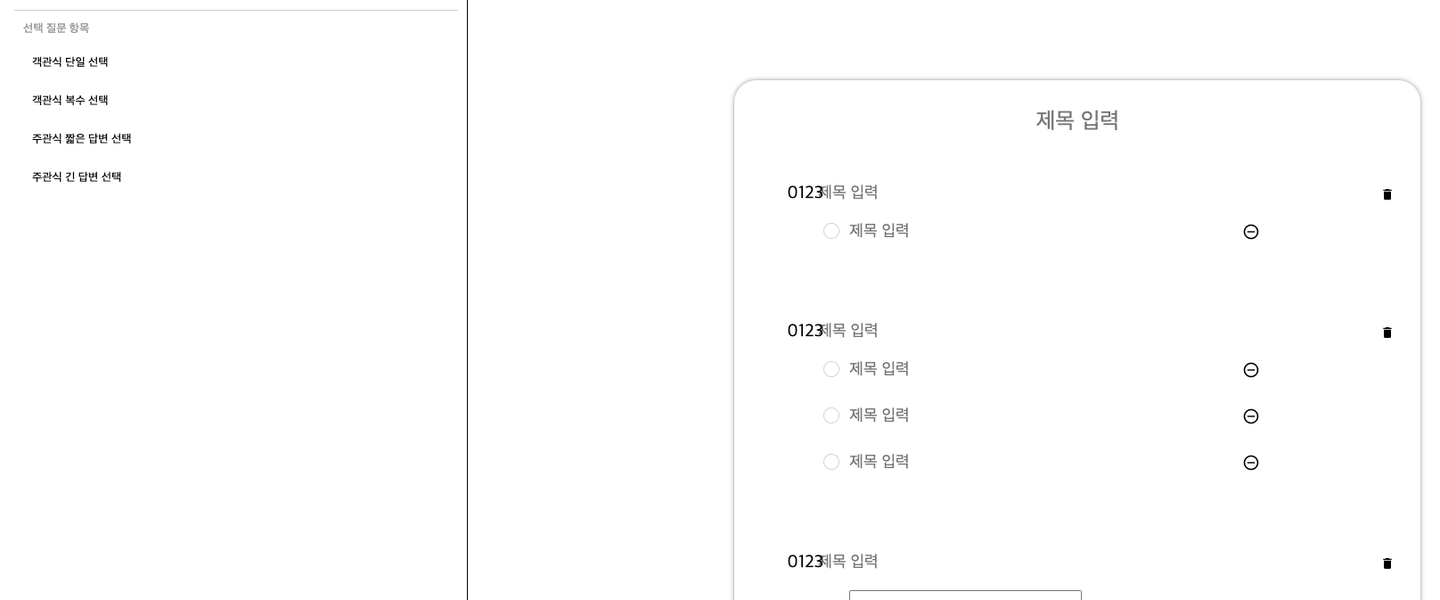 선택 질문 항목
객관식 단일 선택
객관식 복수 선택
주관식 짧은 답변 선택
주관식 긴 답변 선택
제목 입력
0123제목 입력
제목 입력
0123제목 입력
제목 입력
제목 입력
제목 입력
0123제목 입력